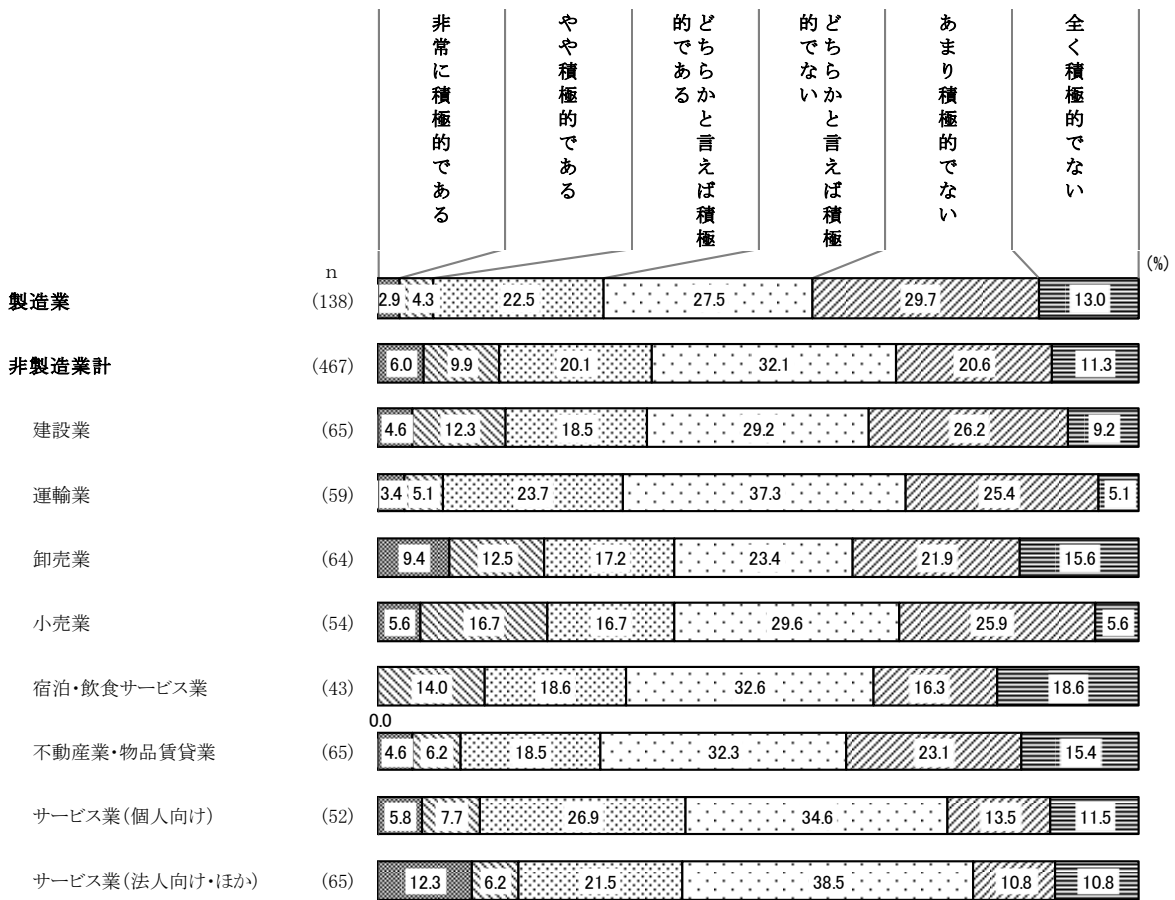 非常に積極的である
やや積極的である
どちらかと言えば積極
的である
どちらかと言えば積極
的でない
あまり積極的でない
全く積極的でない
(%)
n
製造業 (138) 2.9 4.3 22.5 27.5 29.7 13.0
非製造業計 (467) 6.0 9.9 20.1 32.1 20.6 11.3
建設業 (65) 4.6 12.3 18.5 29.2 26.2 9.2
運輸業 (59) 3.4 5.1 23.7 37.3 25.4 5.1
卸売業 (64) 9.4 12.5 17.2 23.4 21.9 15.6
小売業 (54) 5.6 16.7 16.7 29.6 25.9 5.6
宿泊・飲食サービス業 (43) 14.0 18.6 32.6 16.3 18.6
0.0
不動産業・物品賃貸業 (65) 4.6 6.2 18.5 32.3 23.1 15.4
サービス業(個人向け) (52) 5.8 7.7 26.9 34.6 13.5 11.5
サービス業(法人向け・ほか) (65) 12.3 6.2 21.5 38.5 10.8 10.8